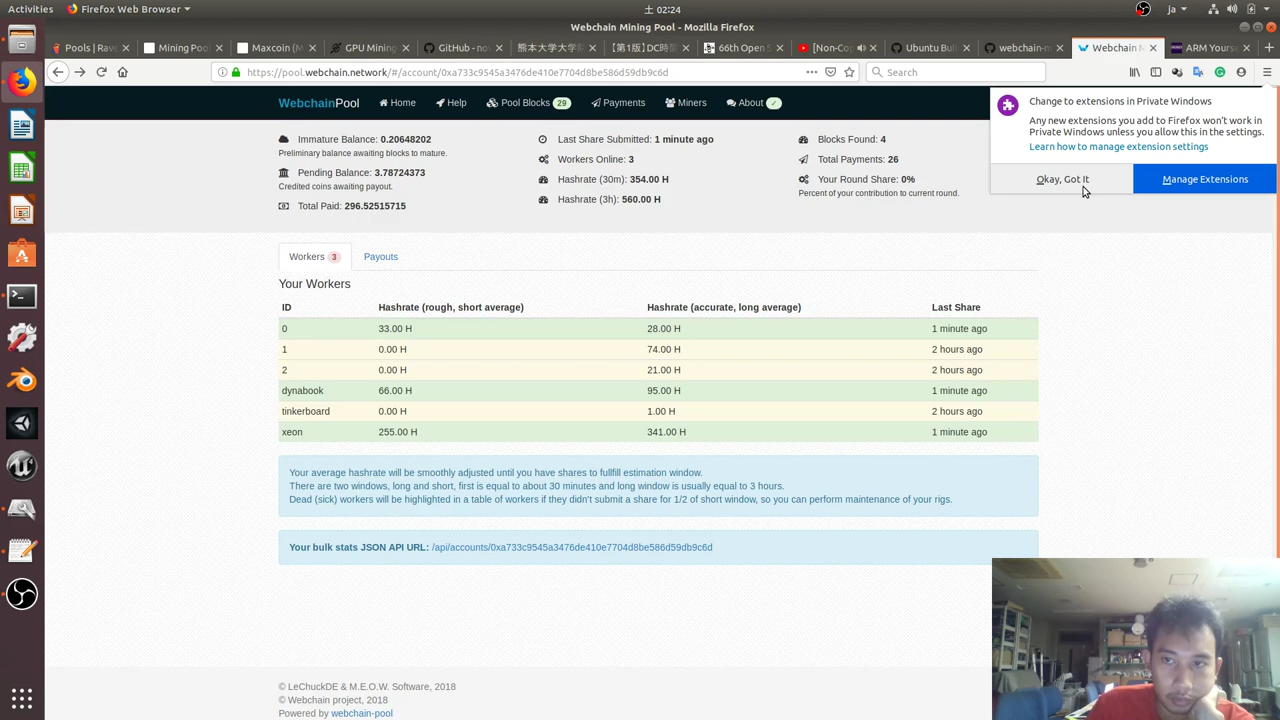 Activities
Firefox Web Browser
土 2:24
ja
Webchain Mining Pool - Mozilla Firefox
Pools | Rave
Mining Pool
Maxcoin (M
GPU Mining
GitHub - no
熊本大学大学
【第1版】DC時
66th Open S
[Non-Cop
Ubuntu Bui
webchain-m
Webchain M
ARM Yourse
https://pool.webchain.network/#/account/0xa733c9545a3476de410e7704d8be586d59db9c6d
Search
WebchainPool
Home
Help
Pool Blocks 29
Payments
Miners
About
Change to extensions in Private Windows
Any new extensions you add to Firefox won't work in
Private Windows unless you allow this in the settings.
Learn how to manage extension settings
Okay, Got It
Manage Extensions
Immature Balance: 0.20648202
Preliminary balance awaiting blocks to mature.
Pending Balance: 3.78724373
Credited coins awaiting payout.
Total Paid: 296.52515715
Last Share Submitted: 1 minute ago
Workers Online: 3
Hashrate (30m): 354.00 H
Hashrate (3h): 560.00 H
Blocks Found: 4
Total Payments: 26
Your Round Share: 0%
Percent of your contribution to current round.
Workers 3
Payouts
Your Workers
ID Hashrate (rough, short average) Hashrate (accurate, long average) Last Share
0 33.00 H 28.00 H 1 minute ago
1 0.00 H 74.00 H 2 hours ago
2 0.00 H 21.00 H 2 hours ago
dynabook 66.00 H 95.00 H 1 minute ago
tinkerboard 0.00 H 1.00 H 2 hours ago
xeon 255.00 H 341.00 H 1 minute ago
Your average hashrate will be smoothly adjusted until you have shares to fullfill estimation window.
There are two windows, long and short, first is equal to about 30 minutes and long window is usually equal to 3 hours.
Dead (sick) workers will be highlighted in a table of workers if they didn't submit a share for 1/2 of short window, so you can perform maintenance of your rigs.
Your bulk stats JSON API URL: /api/accounts/0xa733c9545a3476de410e7704d8be586d59db9c6d
© LeChuckDE & M.E.O.W. Software, 2018
© Webchain project, 2018
Powered by webchain-pool